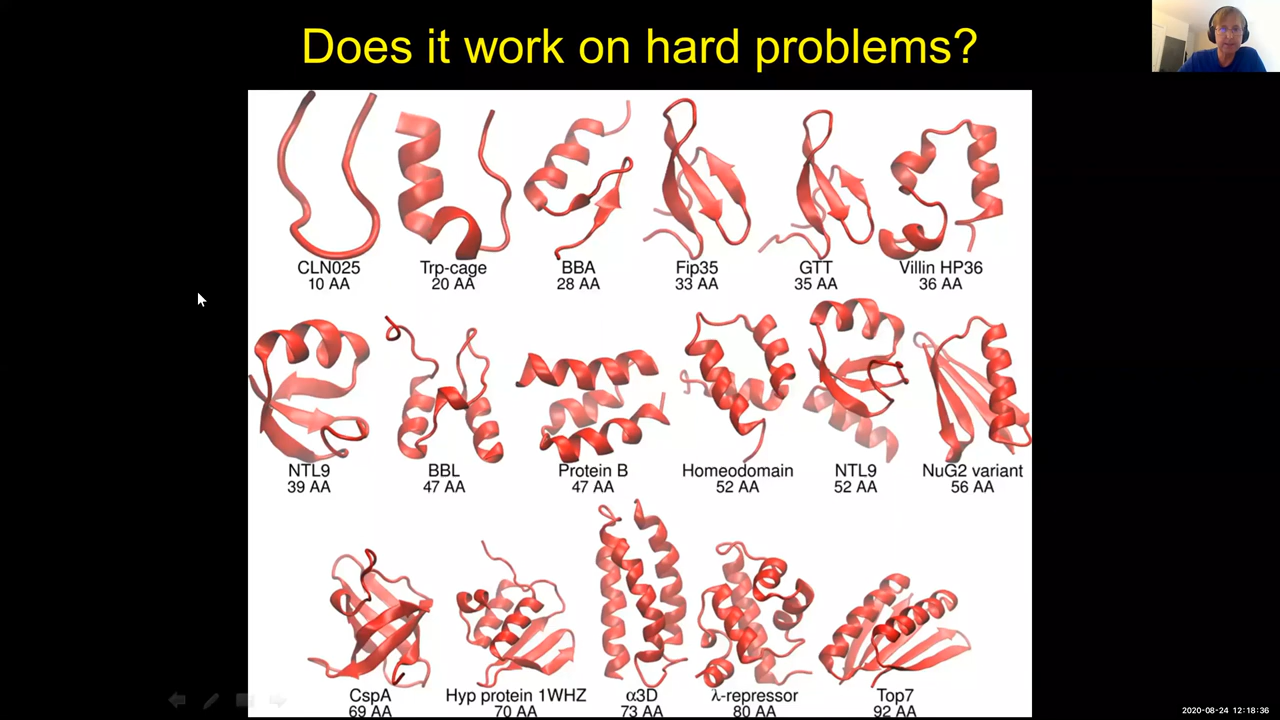 Does it work on hard problems?
CLN025
10 AA
Trp-cage
20 AA
BBA
28 AA
Fip35
33 AA
GTT
35 AA
Villin HP36
36 AA
NTL9
39 AA
BBL
47 AA
Protein B
47 AA
Homeodomain
52 AA
NTL9
52 AA
NuG2 variant
56 AA
CspA
69 AA
Hyp protein 1WHZ
70 AA
α3D
73 AA
λ-repressor
80 AA
Top7
92 AA
2020-08-24 12:18:36